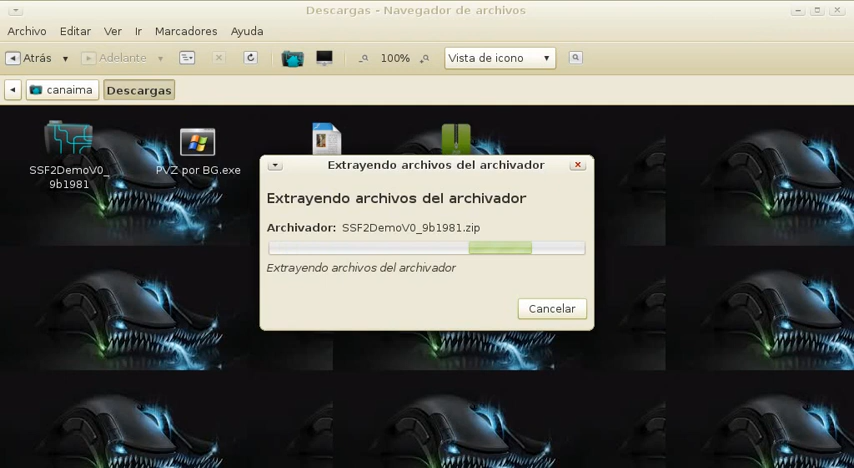 Descargas - Navegador de archivos
Archivo Editar Ver Ir Marcadores Ayuda
Atrás Adelante 100% Vista de icono
canaima Descargas
SSF2DemoV0_
9b1981
PVZ por BG.exe
Extrayendo archivos del archivador
Extrayendo archivos del archivador
Archivador: SSF2DemoV0_9b1981.zip
Extrayendo archivos del archivador
Cancelar